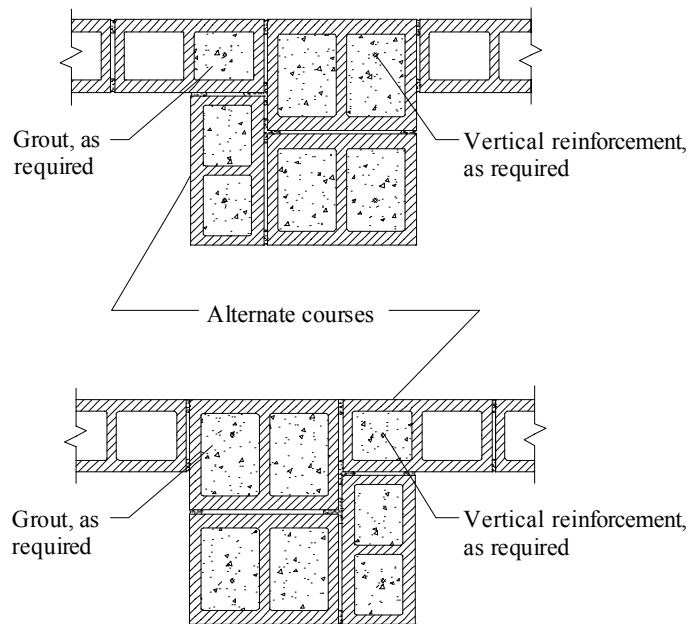 Grout, as
required
Vertical reinforcement,
as required
Alternate courses
Grout, as
required
Vertical reinforcement,
as required